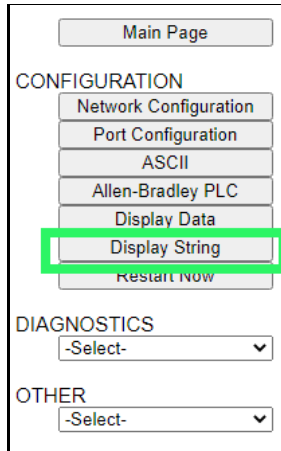 Main Page
CONFIGURATION
Network Configuration
Port Configuration
ASCII
Allen-Bradley PLC
Display Data
Display String
Restart Now
DIAGNOSTICS
-Select-
OTHER
-Select-